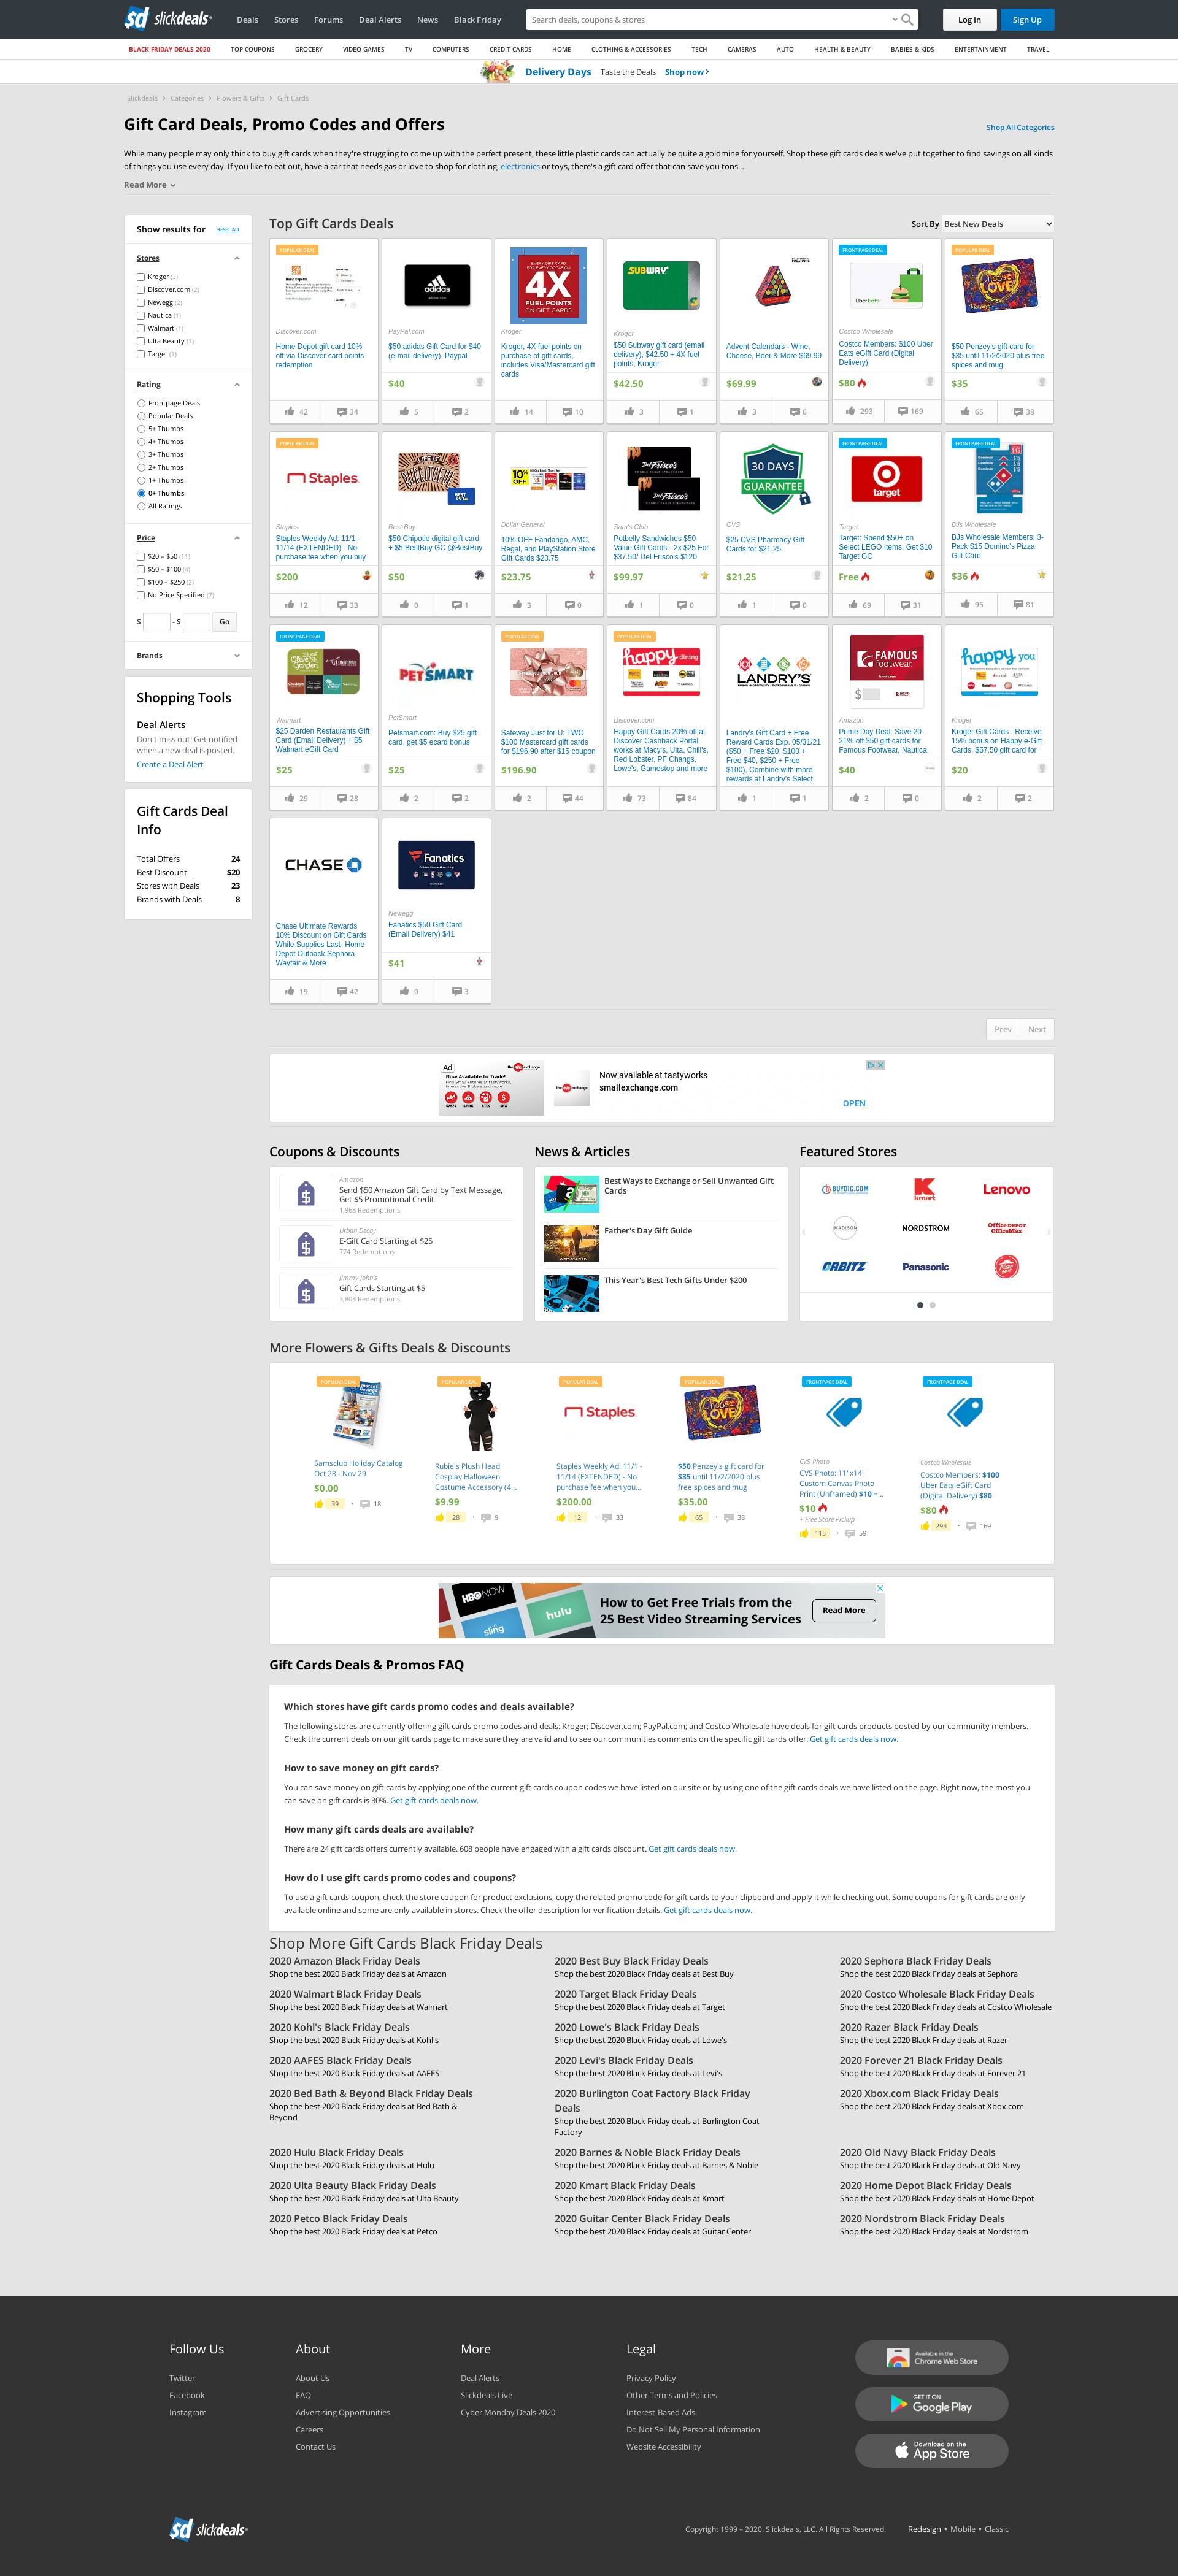 sd slickdeals
Deals Stores Forums Deal Alerts News Black Friday
Search deals, coupons & stores
Log In Sign Up
BLACK FRIDAY DEALS 2020 TOP COUPONS GROCERY VIDEO GAMES TV COMPUTERS CREDIT CARDS HOME CLOTHING & ACCESSORIES TECH CAMERAS AUTO HEALTH & BEAUTY BABIES & KIDS ENTERTAINMENT TRAVEL
Delivery Days Taste the Deals Shop now ›
Slickdeals › Categories › Flowers & Gifts › Gift Cards
Gift Card Deals, Promo Codes and Offers
Shop All Categories
While many people may only think to buy gift cards when they're struggling to come up with the perfect present, these little plastic cards can actually be quite a goldmine for yourself. Shop these gift cards deals we've put together to find savings on all kinds
of things you use every day. If you like to eat out, have a car that needs gas or love to shop for clothing, electronics or toys, there's a gift card offer that can save you tons....
Read More
Show results for RESET ALL
Stores
Kroger (3)
Discover.com (2)
Newegg (2)
Nautica (1)
Walmart (1)
Ulta Beauty (1)
Target (1)
Rating
Frontpage Deals
Popular Deals
5+ Thumbs
4+ Thumbs
3+ Thumbs
2+ Thumbs
1+ Thumbs
0+ Thumbs
All Ratings
Price
$20 – $50 (11)
$50 – $100 (4)
$100 – $250 (2)
No Price Specified (7)
$ - $ Go
Brands
Shopping Tools
Deal Alerts
Don't miss out! Get notified
when a new deal is posted.
Create a Deal Alert
Gift Cards Deal
Info
Total Offers 24
Best Discount $20
Stores with Deals 23
Brands with Deals 8
Top Gift Cards Deals
Sort By Best New Deals
POPULAR DEAL
Discover.com
Home Depot gift card 10%
off via Discover card points
redemption
42 34
adidas
PayPal.com
$50 adidas Gift Card for $40
(e-mail delivery), Paypal
$40
5 2
EVERY GIFT CARD
FOR EVERY OCCASION
4X
FUEL POINTS
ON GIFT CARDS
Kroger
Kroger, 4X fuel points on
purchase of gift cards,
includes Visa/Mastercard gift
cards
14 10
SUBWAY
Kroger
$50 Subway gift card (email
delivery), $42.50 + 4X fuel
points, Kroger
$42.50
3 1
Advent Calendars - Wine,
Cheese, Beer & More $69.99
$69.99
3 6
FRONTPAGE DEAL
Uber Eats
Costco Wholesale
Costco Members: $100 Uber
Eats eGift Card (Digital
Delivery)
$80
293 169
POPULAR DEAL
LOVE
$50 Penzey's gift card for
$35 until 11/2/2020 plus free
spices and mug
$35
65 38
POPULAR DEAL
Staples
Staples
Staples Weekly Ad: 11/1 -
11/14 (EXTENDED) - No
purchase fee when you buy
$200
12 33
BEST BUY
Best Buy
$50 Chipotle digital gift card
+ $5 BestBuy GC @BestBuy
$50
0 1
10% OFF
Dollar General
10% OFF Fandango, AMC,
Regal, and PlayStation Store
Gift Cards $23.75
$23.75
3 0
Del Frisco's
Del Frisco's
Sam's Club
Potbelly Sandwiches $50
Value Gift Cards - 2x $25 For
$37.50/ Del Frisco's $120
$99.97
1 0
30 DAYS
GUARANTEE
CVS
$25 CVS Pharmacy Gift
Cards for $21.25
$21.25
1 0
FRONTPAGE DEAL
target
Target
Target: Spend $50+ on
Select LEGO Items, Get $10
Target GC
Free
69 31
FRONTPAGE DEAL
BJs Wholesale
BJs Wholesale Members: 3-
Pack $15 Domino's Pizza
Gift Card
$36
95 81
FRONTPAGE DEAL
Olive Garden
Walmart
$25 Darden Restaurants Gift
Card (Email Delivery) + $5
Walmart eGift Card
$25
29 28
PETSMART
PetSmart
Petsmart.com: Buy $25 gift
card, get $5 ecard bonus
$25
2 2
POPULAR DEAL
Safeway Just for U: TWO
$100 Mastercard gift cards
for $196.90 after $15 coupon
$196.90
2 44
POPULAR DEAL
happy dining
Discover.com
Happy Gift Cards 20% off at
Discover Cashback Portal
works at Macy's, Ulta, Chili's,
Red Lobster, PF Changs,
Lowe's, Gamestop and more
73 84
LANDRY'S
Landry's Gift Card + Free
Reward Cards Exp. 05/31/21
($50 + Free $20, $100 +
Free $40, $250 + Free
$100). Combine with more
rewards at Landry's Select
1 1
FAMOUS
footwear
$
Amazon
Prime Day Deal: Save 20-
21% off $50 gift cards for
Famous Footwear, Nautica,
$40
2 0
happy you
Kroger
Kroger Gift Cards : Receive
15% bonus on Happy e-Gift
Cards, $57.50 gift card for
$20
2 2
CHASE
Chase Ultimate Rewards
10% Discount on Gift Cards
While Supplies Last- Home
Depot Outback.Sephora
Wayfair & More
19 42
Fanatics
Newegg
Fanatics $50 Gift Card
(Email Delivery) $41
$41
0 3
Prev Next
Ad
Now Available to Trade!
Now available at tastyworks
smallexchange.com
OPEN
Coupons & Discounts
Amazon
Send $50 Amazon Gift Card by Text Message,
Get $5 Promotional Credit
1,968 Redemptions
Urban Decay
E-Gift Card Starting at $25
774 Redemptions
Jimmy John's
Gift Cards Starting at $5
3,803 Redemptions
News & Articles
Best Ways to Exchange or Sell Unwanted Gift
Cards
Father's Day Gift Guide
This Year's Best Tech Gifts Under $200
Featured Stores
BUYDIG.COM kmart Lenovo
MADISON NORDSTROM Office DEPOT OfficeMax
ORBITZ Panasonic
More Flowers & Gifts Deals & Discounts
POPULAR DEAL
Samsclub Holiday Catalog
Oct 28 - Nov 29
$0.00
39 18
POPULAR DEAL
Rubie's Plush Head
Cosplay Halloween
Costume Accessory (4...
$9.99
28 9
POPULAR DEAL
Staples
Staples Weekly Ad: 11/1 -
11/14 (EXTENDED) - No
purchase fee when you...
$200.00
12 33
POPULAR DEAL
LOVE
$50 Penzey's gift card for
$35 until 11/2/2020 plus
free spices and mug
$35.00
65 38
FRONTPAGE DEAL
CVS Photo
CVS Photo: 11"x14"
Custom Canvas Photo
Print (Unframed) $10 +...
$10
+ Free Store Pickup
115 59
FRONTPAGE DEAL
Costco Wholesale
Costco Members: $100
Uber Eats eGift Card
(Digital Delivery) $80
$80
293 169
HBO NOW
hulu
sling
How to Get Free Trials from the
25 Best Video Streaming Services
Read More
Gift Cards Deals & Promos FAQ
Which stores have gift cards promo codes and deals available?
The following stores are currently offering gift cards promo codes and deals: Kroger; Discover.com; PayPal.com; and Costco Wholesale have deals for gift cards products posted by our community members.
Check the current deals on our gift cards page to make sure they are valid and to see our communities comments on the specific gift cards offer. Get gift cards deals now.
How to save money on gift cards?
You can save money on gift cards by applying one of the current gift cards coupon codes we have listed on our site or by using one of the gift cards deals we have listed on the page. Right now, the most you
can save on gift cards is 30%. Get gift cards deals now.
How many gift cards deals are available?
There are 24 gift cards offers currently available. 608 people have engaged with a gift cards discount. Get gift cards deals now.
How do I use gift cards promo codes and coupons?
To use a gift cards coupon, check the store coupon for product exclusions, copy the related promo code for gift cards to your clipboard and apply it while checking out. Some coupons for gift cards are only
available online and some are only available in stores. Check the offer description for verification details. Get gift cards deals now.
Shop More Gift Cards Black Friday Deals
2020 Amazon Black Friday Deals 2020 Best Buy Black Friday Deals 2020 Sephora Black Friday Deals
Shop the best 2020 Black Friday deals at Amazon Shop the best 2020 Black Friday deals at Best Buy Shop the best 2020 Black Friday deals at Sephora
2020 Walmart Black Friday Deals 2020 Target Black Friday Deals 2020 Costco Wholesale Black Friday Deals
Shop the best 2020 Black Friday deals at Walmart Shop the best 2020 Black Friday deals at Target Shop the best 2020 Black Friday deals at Costco Wholesale
2020 Kohl's Black Friday Deals 2020 Lowe's Black Friday Deals 2020 Razer Black Friday Deals
Shop the best 2020 Black Friday deals at Kohl's Shop the best 2020 Black Friday deals at Lowe's Shop the best 2020 Black Friday deals at Razer
2020 AAFES Black Friday Deals 2020 Levi's Black Friday Deals 2020 Forever 21 Black Friday Deals
Shop the best 2020 Black Friday deals at AAFES Shop the best 2020 Black Friday deals at Levi's Shop the best 2020 Black Friday deals at Forever 21
2020 Bed Bath & Beyond Black Friday Deals 2020 Burlington Coat Factory Black Friday 2020 Xbox.com Black Friday Deals
Deals
Shop the best 2020 Black Friday deals at Bed Bath & Shop the best 2020 Black Friday deals at Xbox.com
Beyond
Shop the best 2020 Black Friday deals at Burlington Coat
Factory
2020 Hulu Black Friday Deals 2020 Barnes & Noble Black Friday Deals 2020 Old Navy Black Friday Deals
Shop the best 2020 Black Friday deals at Hulu Shop the best 2020 Black Friday deals at Barnes & Noble Shop the best 2020 Black Friday deals at Old Navy
2020 Ulta Beauty Black Friday Deals 2020 Kmart Black Friday Deals 2020 Home Depot Black Friday Deals
Shop the best 2020 Black Friday deals at Ulta Beauty Shop the best 2020 Black Friday deals at Kmart Shop the best 2020 Black Friday deals at Home Depot
2020 Petco Black Friday Deals 2020 Guitar Center Black Friday Deals 2020 Nordstrom Black Friday Deals
Shop the best 2020 Black Friday deals at Petco Shop the best 2020 Black Friday deals at Guitar Center Shop the best 2020 Black Friday deals at Nordstrom
Follow Us
Twitter
Facebook
Instagram
About
About Us
FAQ
Advertising Opportunities
Careers
Contact Us
More
Deal Alerts
Slickdeals Live
Cyber Monday Deals 2020
Legal
Privacy Policy
Other Terms and Policies
Interest-Based Ads
Do Not Sell My Personal Information
Website Accessibility
Available in the
Chrome Web Store
GET IT ON
Google Play
Download on the
App Store
sd slickdeals
Copyright 1999 – 2020. Slickdeals, LLC. All Rights Reserved. Redesign • Mobile • Classic